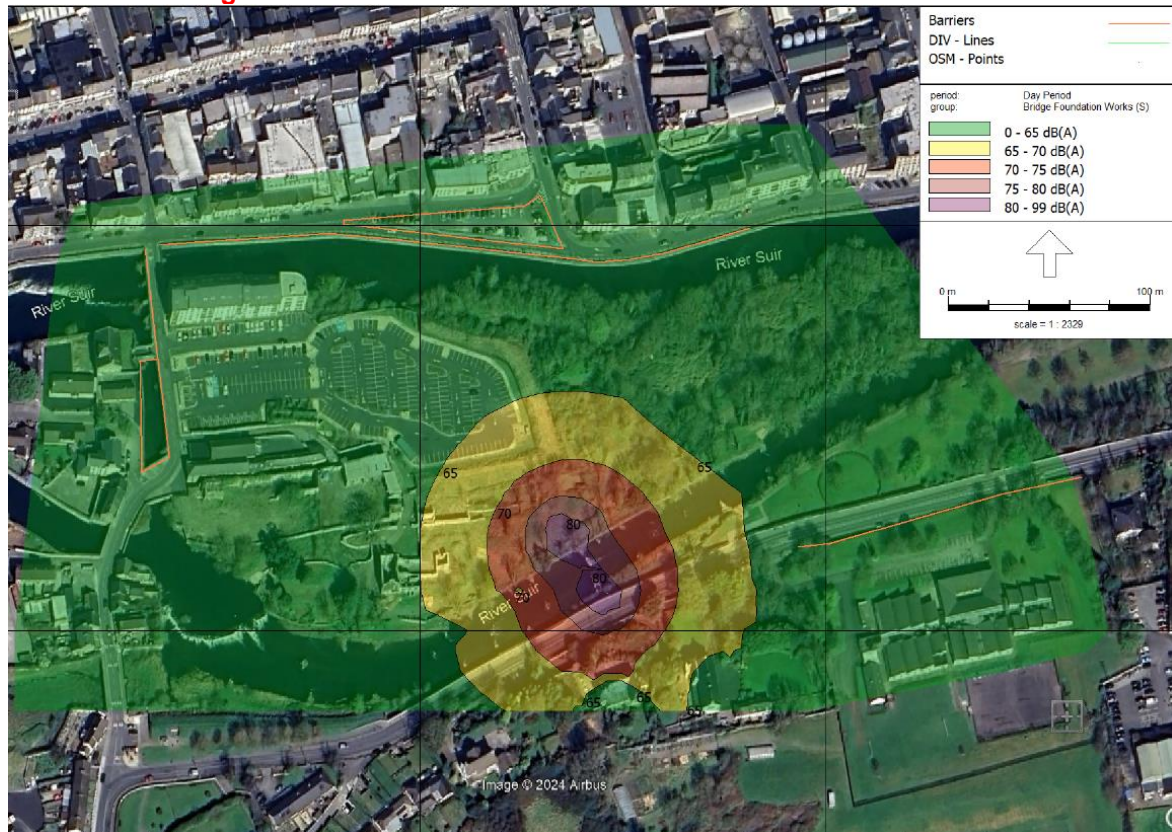 Barriers
DIV - Lines
OSM - Points
period: Day Period
group: Bridge Foundation Works (S)
0 - 65 dB(A)
65 - 70 dB(A)
70 - 75 dB(A)
75 - 80 dB(A)
80 - 99 dB(A)
0 m 100 m
scale = 1 : 2329
River Suir
River Suir
65
65
70
80
80
70
River Suir
65
65
Image © 2024 Airbus